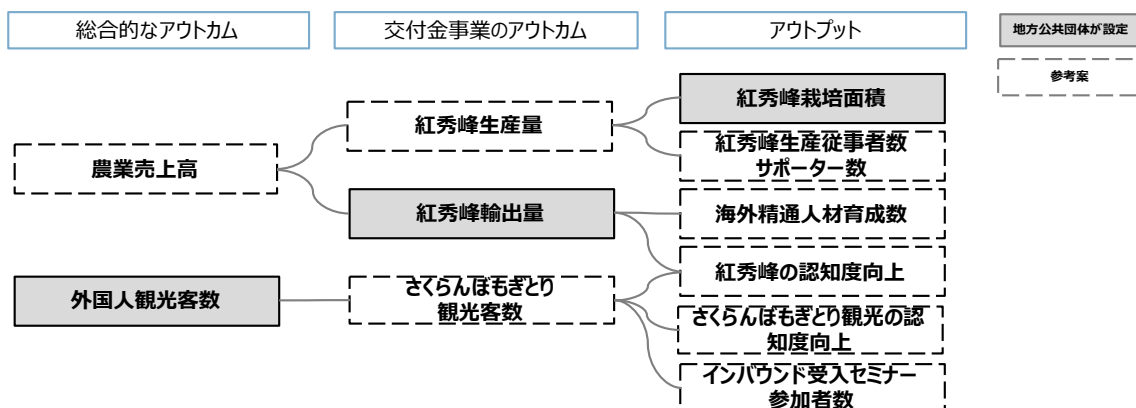 総合的なアウトカム
交付金事業のアウトカム
アウトプット
地方公共団体が設定
参考案
農業売上高
外国人観光客数
紅秀峰生産量
紅秀峰輸出量
さくらんぼもぎとり
観光客数
紅秀峰栽培面積
紅秀峰生産従事者数
サポーター数
海外精通人材育成数
紅秀峰の認知度向上
さくらんぼもぎとり観光の認
知度向上
インバウンド受入セミナー
参加者数